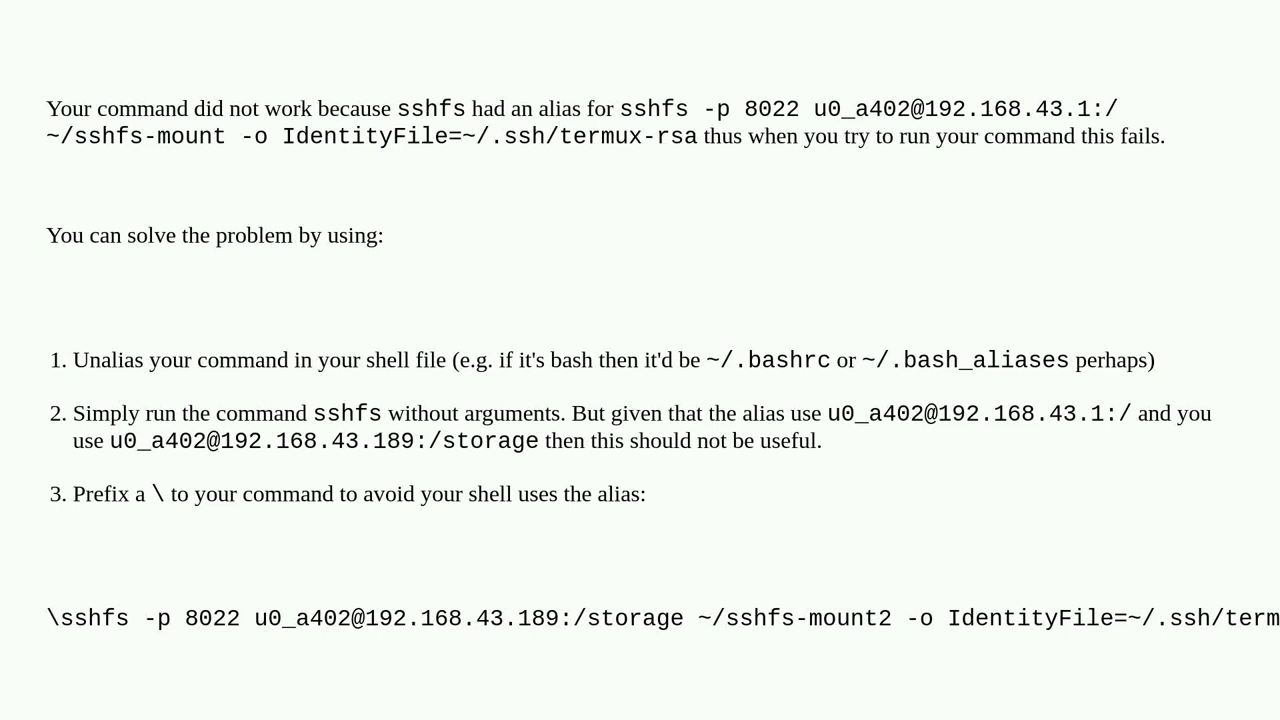 Your command did not work because sshfs had an alias for sshfs -p 8022 u0_a402@192.168.43.1:/
~/sshfs-mount -o IdentityFile=~/.ssh/termux-rsa thus when you try to run your command this fails.
You can solve the problem by using:
1. Unalias your command in your shell file (e.g. if it's bash then it'd be ~/.bashrc or ~/.bash_aliases perhaps)
2. Simply run the command sshfs without arguments. But given that the alias use u0_a402@192.168.43.1:/ and you
use u0_a402@192.168.43.189:/storage then this should not be useful.
3. Prefix a \ to your command to avoid your shell uses the alias:
\sshfs -p 8022 u0_a402@192.168.43.189:/storage ~/sshfs-mount2 -o IdentityFile=~/.ssh/term